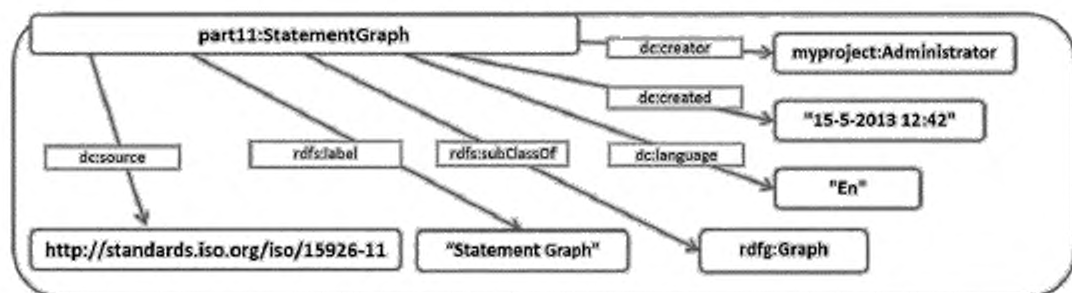 part11:StatementGraph
dc:creator
myproject:Administrator
dc:created
"15-5-2013 12:42"
dc:source
rdfs:label
rdfs:subClassOf
dc:language
"En"
http://standards.iso.org/iso/15926-11
"Statement Graph"
rdfg:Graph